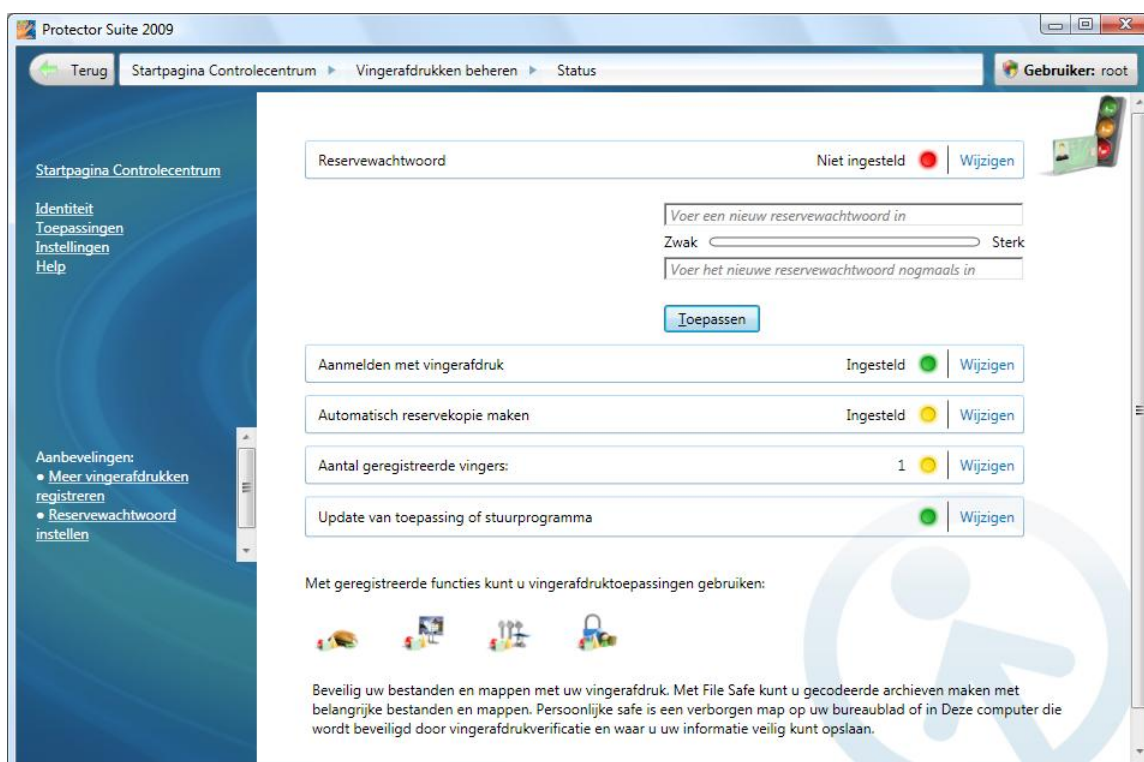 Protector Suite 2009
Terug
Startpagina Controlecentrum
Vingerafdrukken beheren
Status
Gebruiker: root
Startpagina Controlecentrum
Identiteit
Toepassingen
Instellingen
Help
Aanbevelingen:
• Meer vingerafdrukken
registreren
• Reservewachtwoord
instellen
Reservewachtwoord Niet ingesteld Wijzigen
Voer een nieuw reservewachtwoord in
Zwak Sterk
Voer het nieuwe reservewachtwoord nogmaals in
Toepassen
Aanmelden met vingerafdruk Ingesteld Wijzigen
Automatisch reservekopie maken Ingesteld Wijzigen
Aantal geregistreerde vingers: 1 Wijzigen
Update van toepassing of stuurprogramma Wijzigen
Met geregistreerde functies kunt u vingerafdruktoepassingen gebruiken:
Beveilig uw bestanden en mappen met uw vingerafdruk. Met File Safe kunt u gecodeerde archieven maken met
belangrijke bestanden en mappen. Persoonlijke safe is een verborgen map op uw bureaublad of in Deze computer die
wordt beveiligd door vingerafdrukverificatie en waar u uw informatie veilig kunt opslaan.